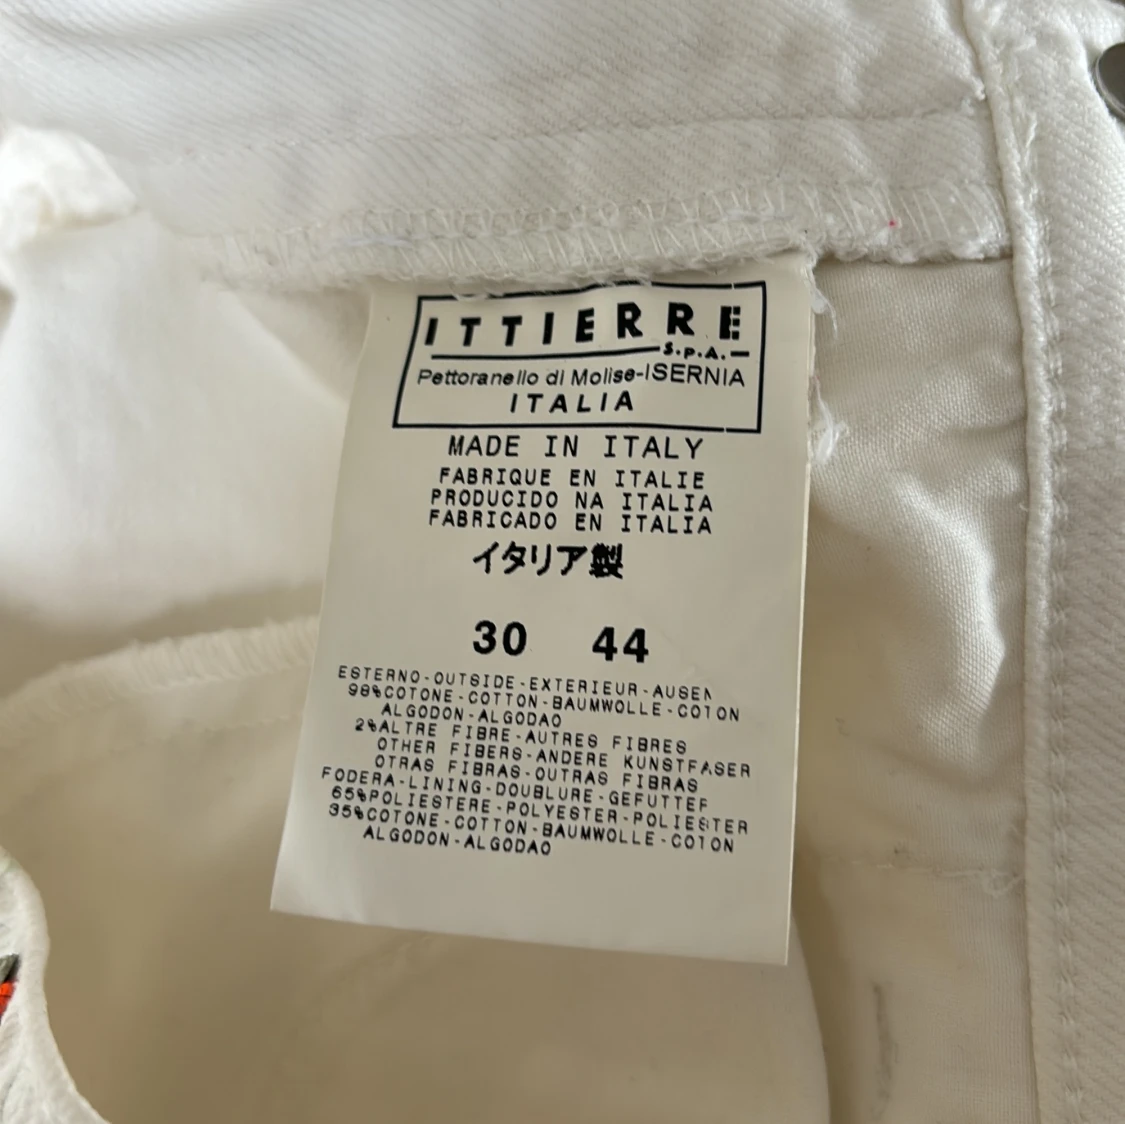 ITTIERRE
S.p.A.
Pettoranello di Molise-ISERNIA
ITALIA
MADE IN ITALY
FABRIQUE EN ITALIE
PRODUCIDO NA ITALIA
FABRICADO EN ITALIA
イタリア製
30 44
ESTERNO-OUTSIDE-EXTERIEUR-AUSEN
98%COTONE-COTTON-BAUMWOLLE-COTON
ALGODON-ALGODAO
2%ALTRE FIBRE-AUTRES FIBRES
OTHER FIBERS-ANDERE KUNSTFASER
OTRAS FIBRAS-OUTRAS FIBRAS
FODERA-LINING-DOUBLURE-GEFUTTER
65%POLIESTERE-POLYESTER-POLIESTER
35%COTONE-COTTON-BAUMWOLLE-COTON
ALGODON-ALGODAO